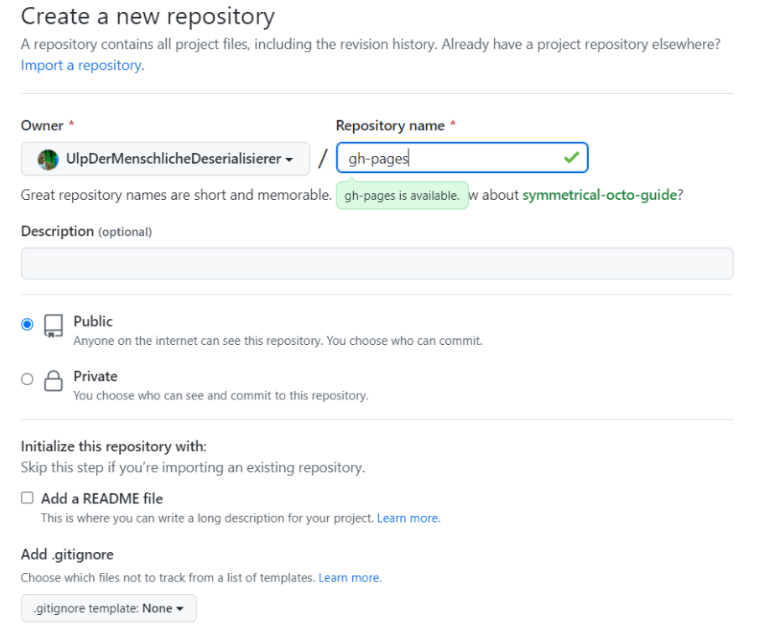 Create a new repository
A repository contains all project files, including the revision history. Already have a project repository elsewhere?
Import a repository.
Owner *
Repository name *
UlpDerMenschlicheDeserialisierer / gh-pages
Great repository names are short and memorable. gh-pages is available. w about symmetrical-octo-guide?
Description (optional)
Public
Anyone on the internet can see this repository. You choose who can commit.
Private
You choose who can see and commit to this repository.
Initialize this repository with:
Skip this step if you're importing an existing repository.
Add a README file
This is where you can write a long description for your project. Learn more.
Add .gitignore
Choose which files not to track from a list of templates. Learn more.
.gitignore template: None